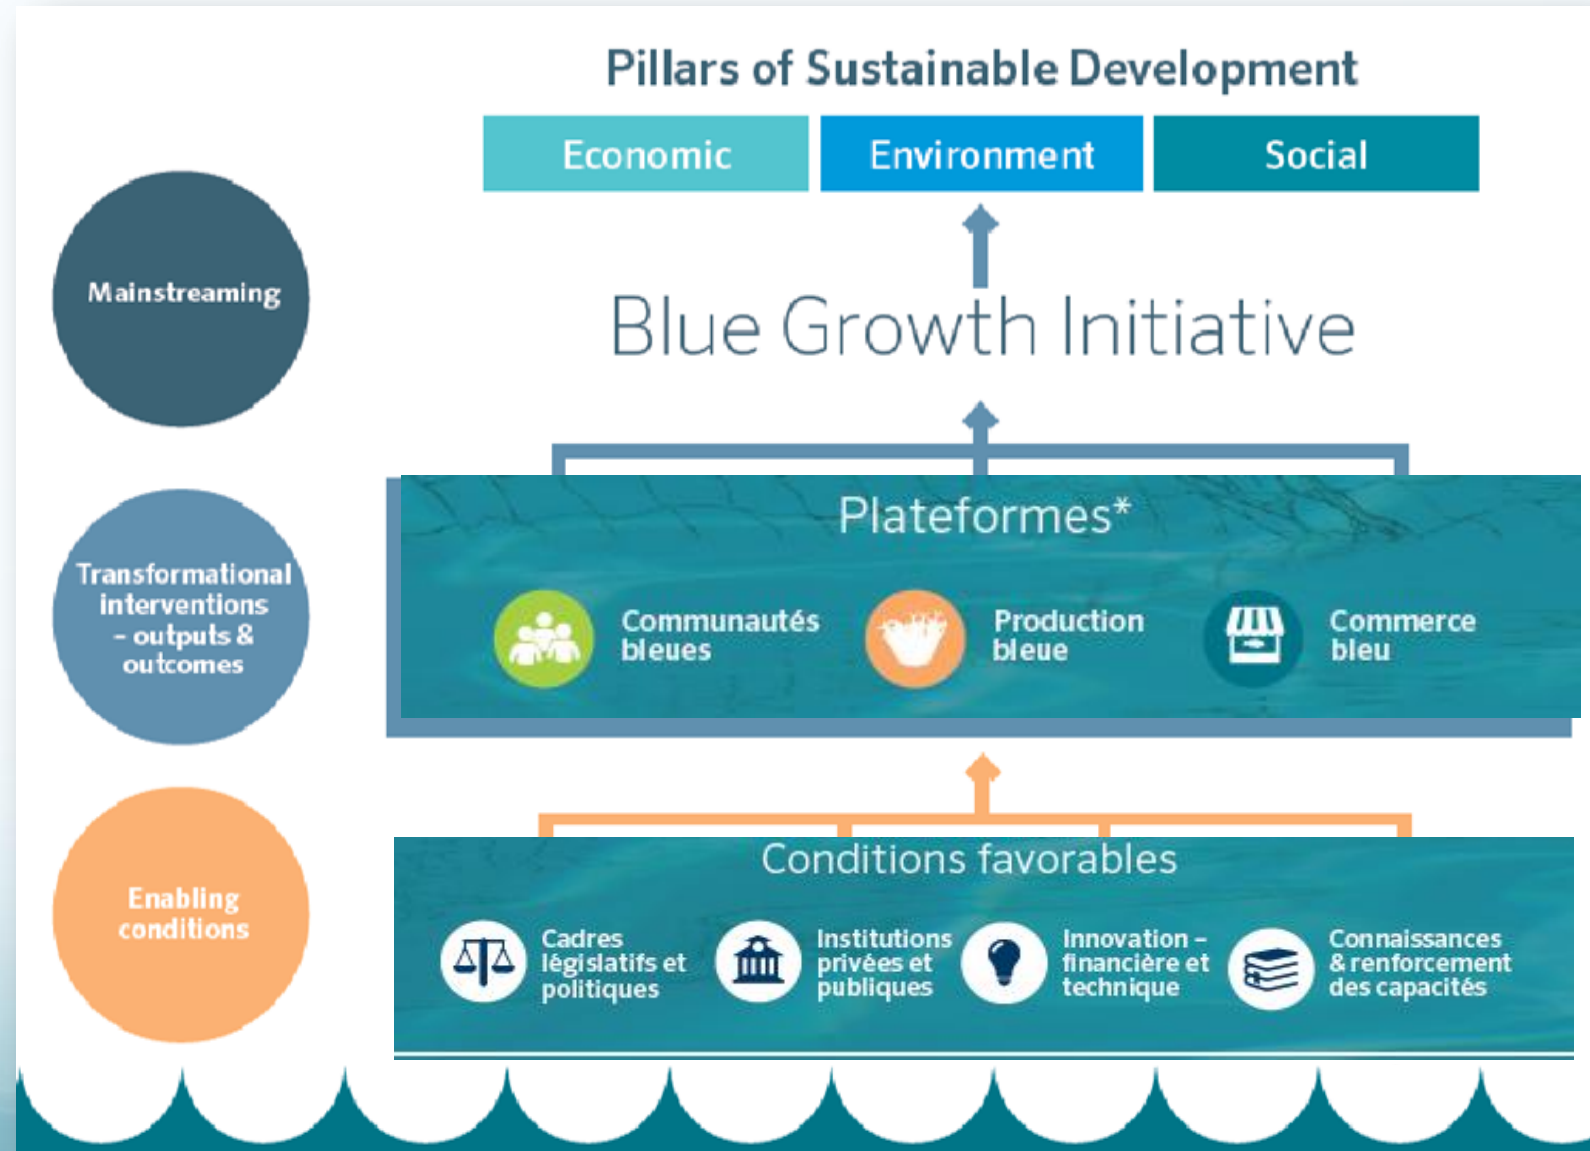 Pillars of Sustainable Development
Economic
Environment
Social
Mainstreaming
Blue Growth Initiative
Transformational
interventions
– outputs &
outcomes
Plateformes*
Communautés
bleues
Production
bleue
Commerce
bleu
Enabling
conditions
Conditions favorables
Cadres
législatifs et
politiques
Institutions
privées et
publiques
Innovation –
financière et
technique
Connaissances
& renforcement
des capacités